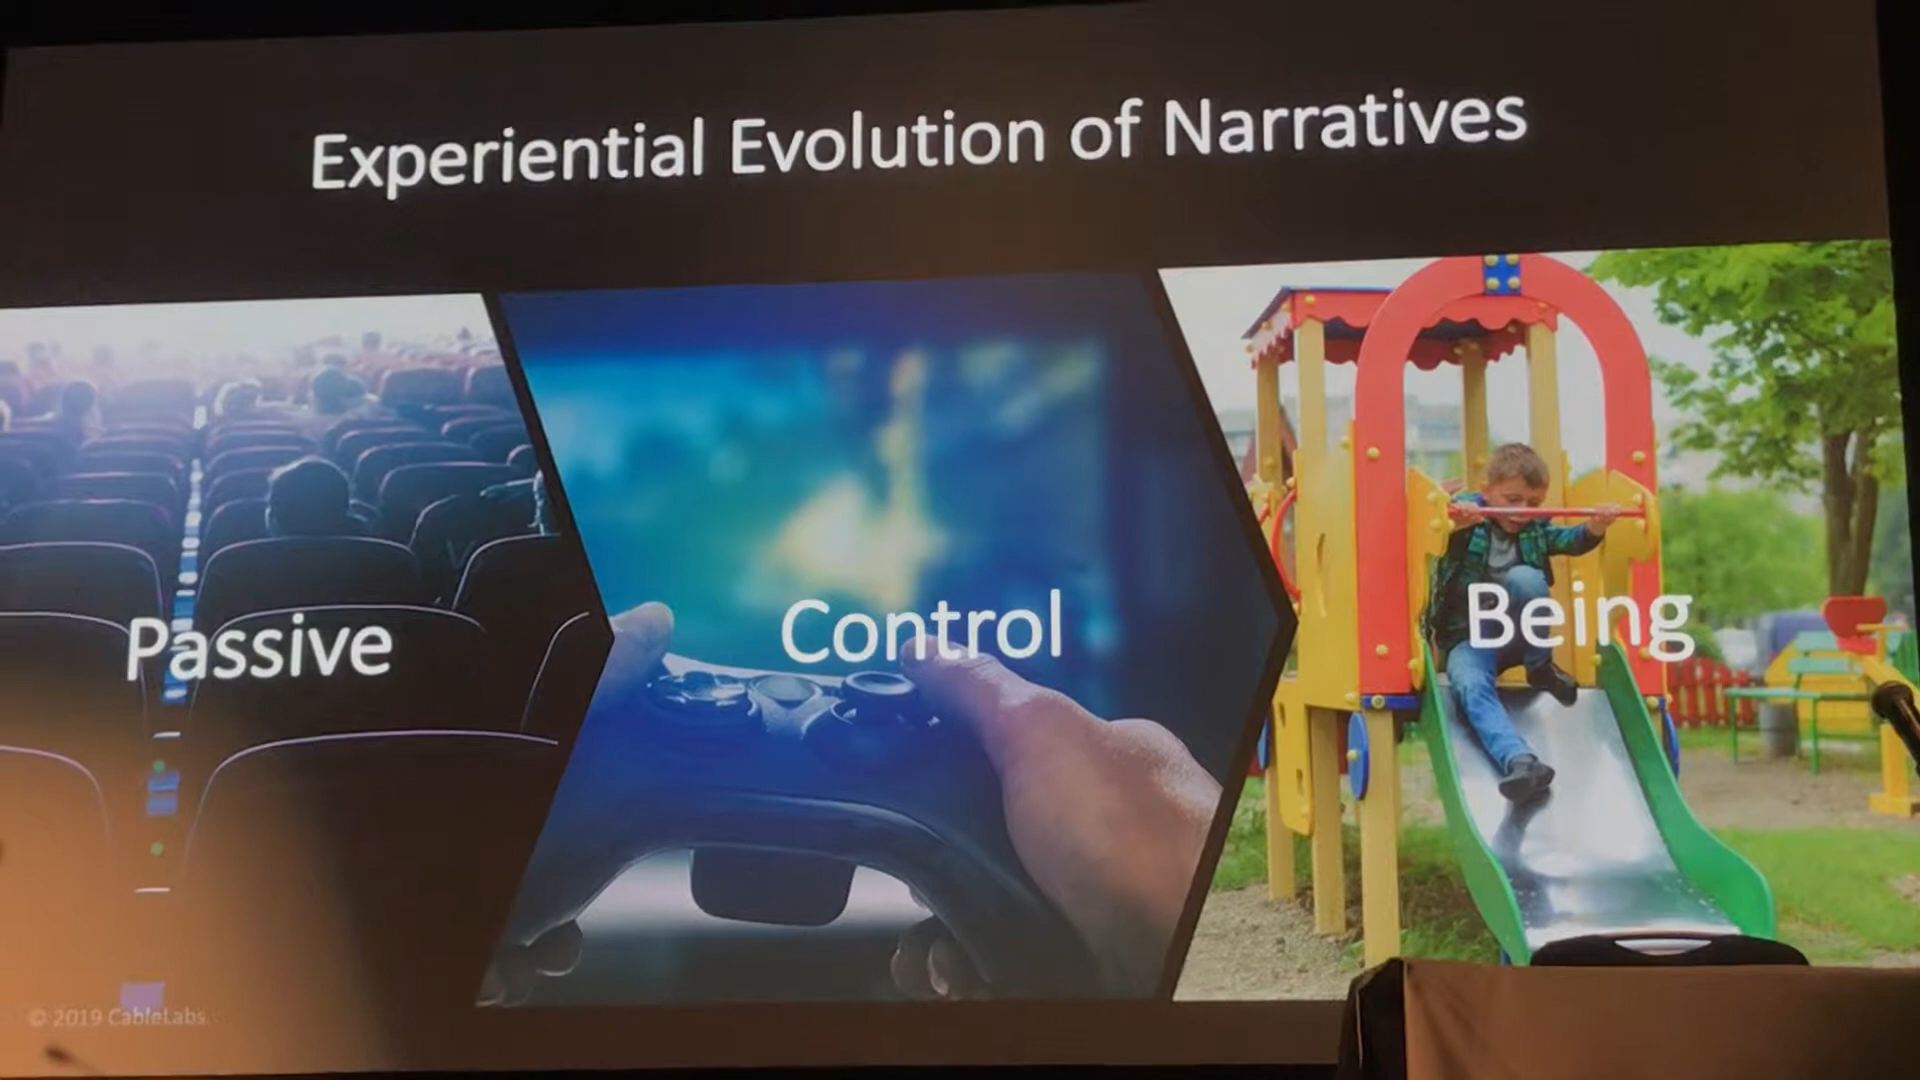 Experiential Evolution of Narratives
Passive
Control
Being
© 2019 CableLabs.